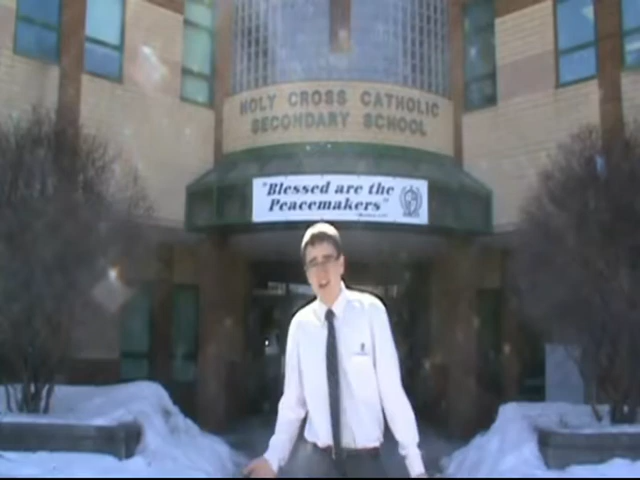 HOLY CROSS CATHOLIC
SECONDARY SCHOOL
"Blessed are the
Peacemakers"